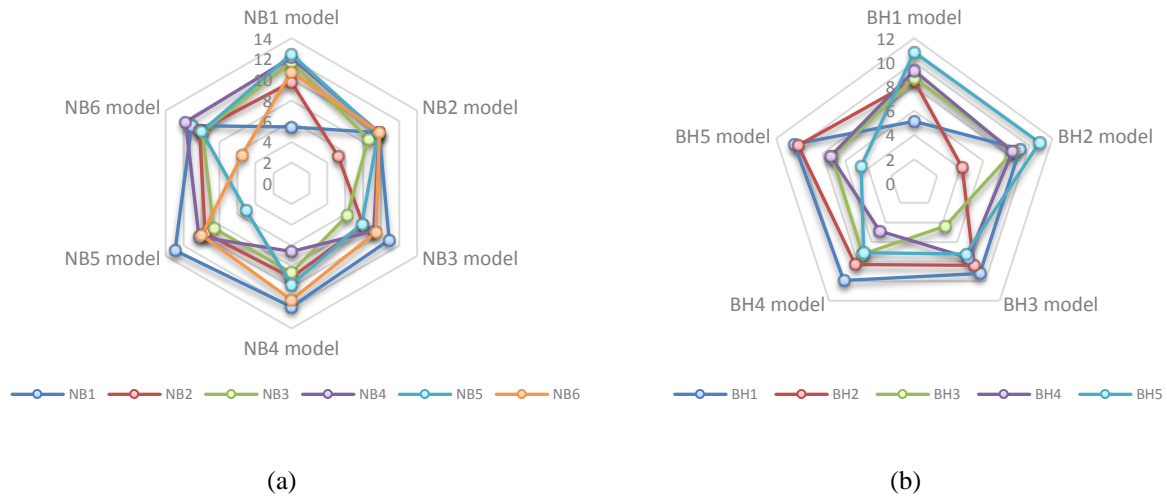 NB1 model
14
12
10
8
6
4
2
0
NB2 model
NB3 model
NB4 model
NB5 model
NB6 model
NB1 NB2 NB3 NB4 NB5 NB6
(a)
BH1 model
12
10
8
6
4
2
0
BH2 model
BH3 model
BH4 model
BH5 model
BH1 BH2 BH3 BH4 BH5
(b)